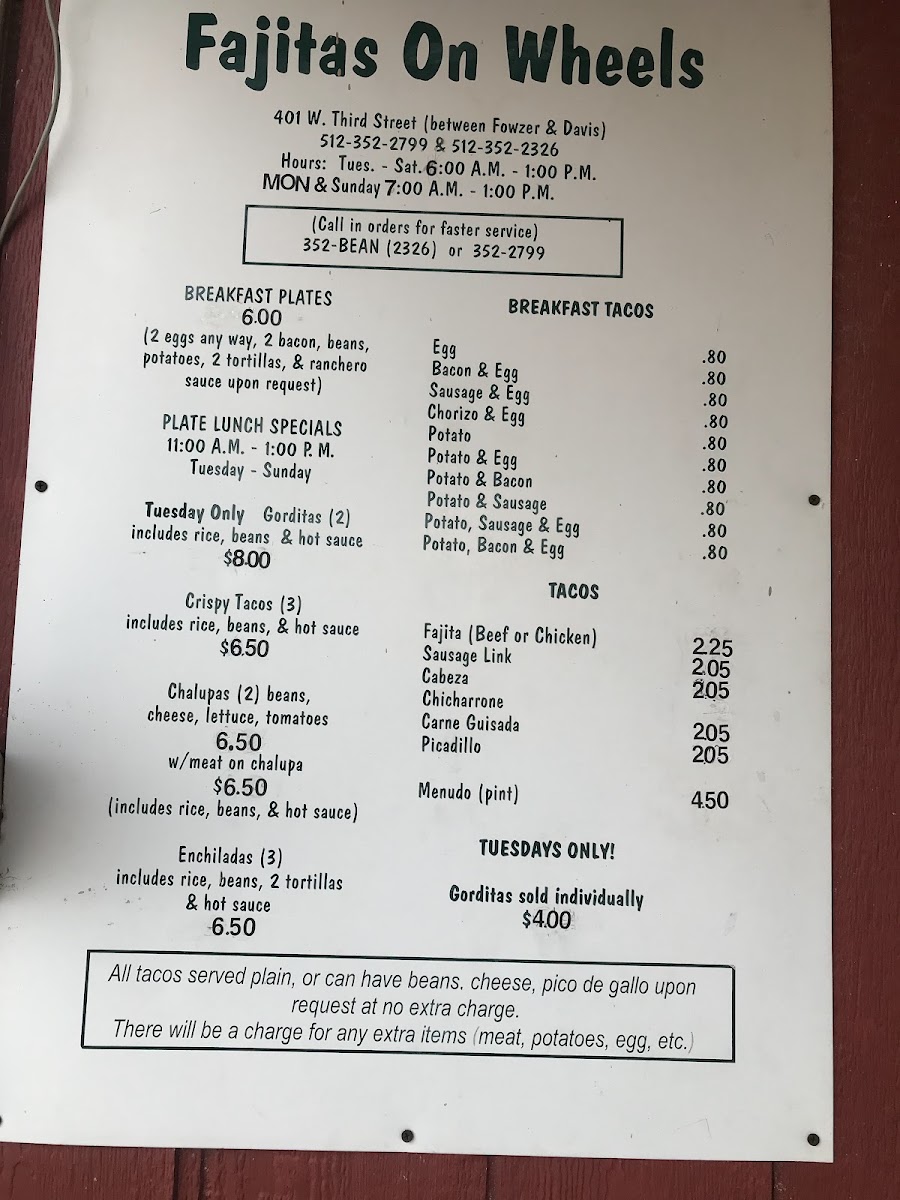 Fajitas On Wheels
401 W. Third Street (between Fowzer & Davis)
512-352-2799 & 512-352-2326
Hours: Tues. - Sat. 6:00 A.M. - 1:00 P.M.
MON & Sunday 7:00 A.M. - 1:00 P.M.
(Call in orders for faster service)
352-BEAN (2326) or 352-2799
BREAKFAST PLATES
6.00
(2 eggs any way, 2 bacon, beans,
potatoes, 2 tortillas, & ranchero
sauce upon request)
PLATE LUNCH SPECIALS
11:00 A.M. - 1:00 P. M.
Tuesday - Sunday
Tuesday Only Gorditas (2)
includes rice, beans & hot sauce
$8.00
Crispy Tacos (3)
includes rice, beans, & hot sauce
$6.50
Chalupas (2) beans,
cheese, lettuce, tomatoes
6.50
w/meat on chalupa
$6.50
(includes rice, beans, & hot sauce)
Enchiladas (3)
includes rice, beans, 2 tortillas
& hot sauce
6.50
BREAKFAST TACOS
Egg .80
Bacon & Egg .80
Sausage & Egg .80
Chorizo & Egg .80
Potato .80
Potato & Egg .80
Potato & Bacon .80
Potato & Sausage .80
Potato, Sausage & Egg .80
Potato, Bacon & Egg .80
TACOS
Fajita (Beef or Chicken) 2.25
Sausage Link 2.05
Cabeza 2.05
Chicharrone
Carne Guisada 205
Picadillo 205
Menudo (pint) 4.50
TUESDAYS ONLY!
Gorditas sold individually
$4.00
All tacos served plain, or can have beans. cheese, pico de gallo upon
request at no extra charge.
There will be a charge for any extra items (meat, potatoes, egg, etc.)